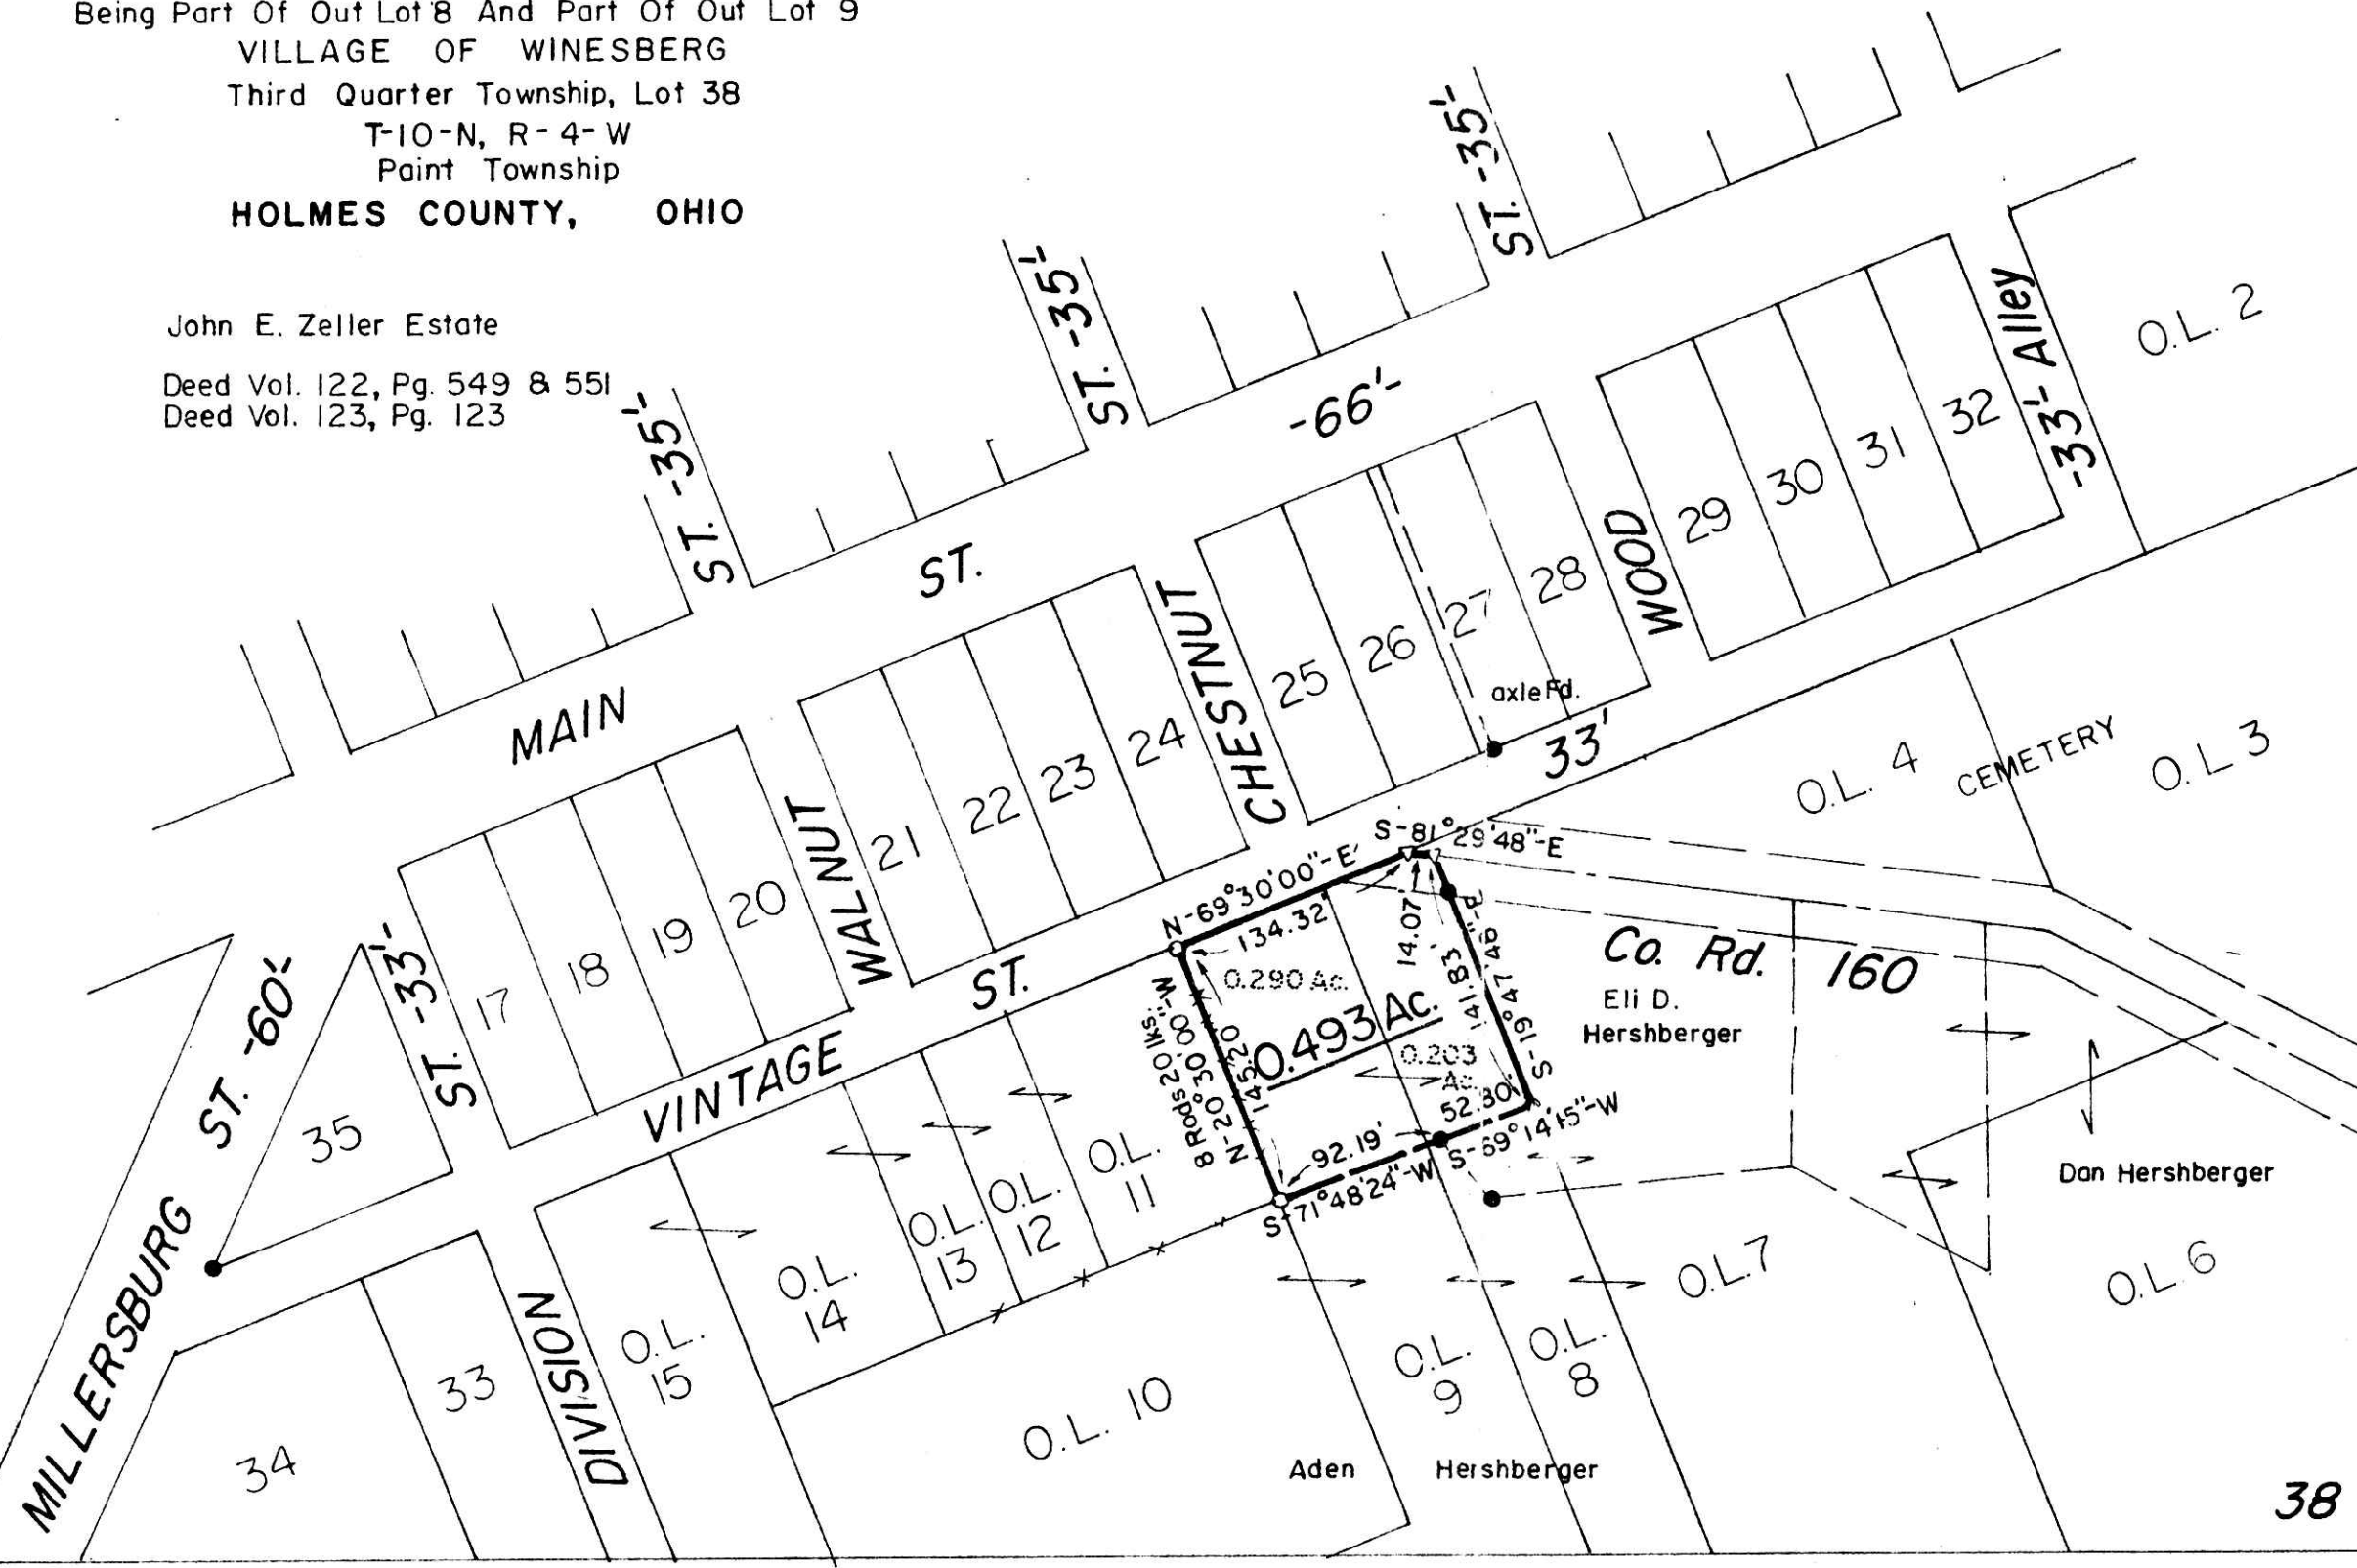 Being Part Of Out Lot 8 And Part Of Out Lot 9
VILLAGE OF WINESBERG
Third Quarter Township, Lot 38
T-10-N, R-4-W
Paint Township
HOLMES COUNTY, OHIO
John E. Zeller Estate
Deed Vol. 122, Pg. 549 & 551
Deed Vol. 123, Pg. 123
ST. -35'-
ST. -35'-
ST. -35'-
-66'-
MAIN
ST.
-33'- Alley
O.L. 2
29
30
31
32
WOOD
25
26
27
28
axle Fd.
33'
CHESTNUT
21
22
23
24
WALNUT
17
18
19
20
ST. -33'-
MILLERSBURG ST. -60'-
35
VINTAGE
ST.
O.L. 4
CEMETERY
O.L. 3
S-81°29'48"-E
N-69°30'00"-E
134.32'
14.07'
0.290 Ac.
0.493 Ac.
0.203
Ac.
141.83'
S-19°47'48"-E
8 Rods 20 lks.
N-20°30'00"-W
145.20
52.30'
S-69°14'15"-W
92.19'
S-71°48'24"-W
Co. Rd. 160
Eli D.
Hershberger
Dan Hershberger
O.L.
11
O.L.
12
O.L.
13
O.L.
14
O.L.
15
DIVISION
33
34
O.L. 10
O.L.
9
O.L.
8
O.L. 7
O.L. 6
Aden Hershberger
38